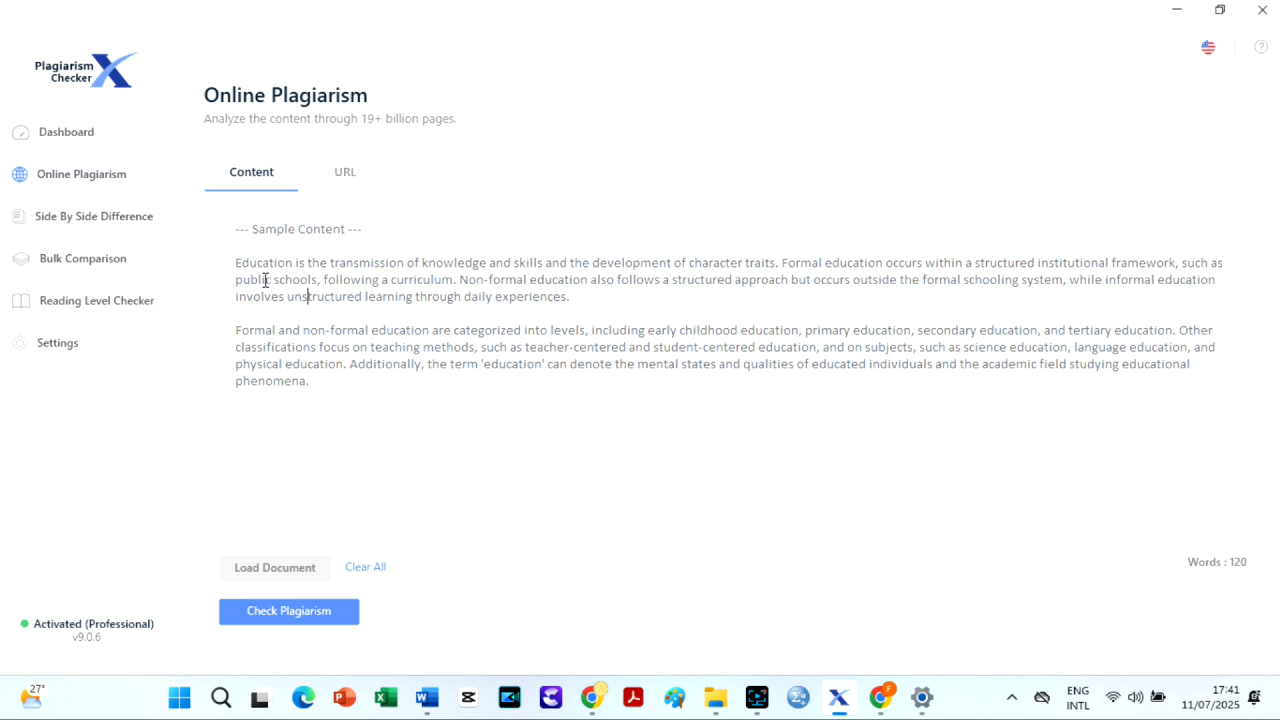 Plagiarism
Checker
Dashboard
Online Plagiarism
Side By Side Difference
Bulk Comparison
Reading Level Checker
Settings
Activated (Professional)
v9.0.6
Online Plagiarism
Analyze the content through 19+ billion pages.
Content
URL
--- Sample Content ---
Education is the transmission of knowledge and skills and the development of character traits. Formal education occurs within a structured institutional framework, such as
public schools, following a curriculum. Non-formal education also follows a structured approach but occurs outside the formal schooling system, while informal education
involves unstructured learning through daily experiences.
Formal and non-formal education are categorized into levels, including early childhood education, primary education, secondary education, and tertiary education. Other
classifications focus on teaching methods, such as teacher-centered and student-centered education, and on subjects, such as science education, language education, and
physical education. Additionally, the term 'education' can denote the mental states and qualities of educated individuals and the academic field studying educational
phenomena.
Load Document
Clear All
Words : 120
Check Plagiarism
27°
ENG
INTL
17:41
11/07/2025